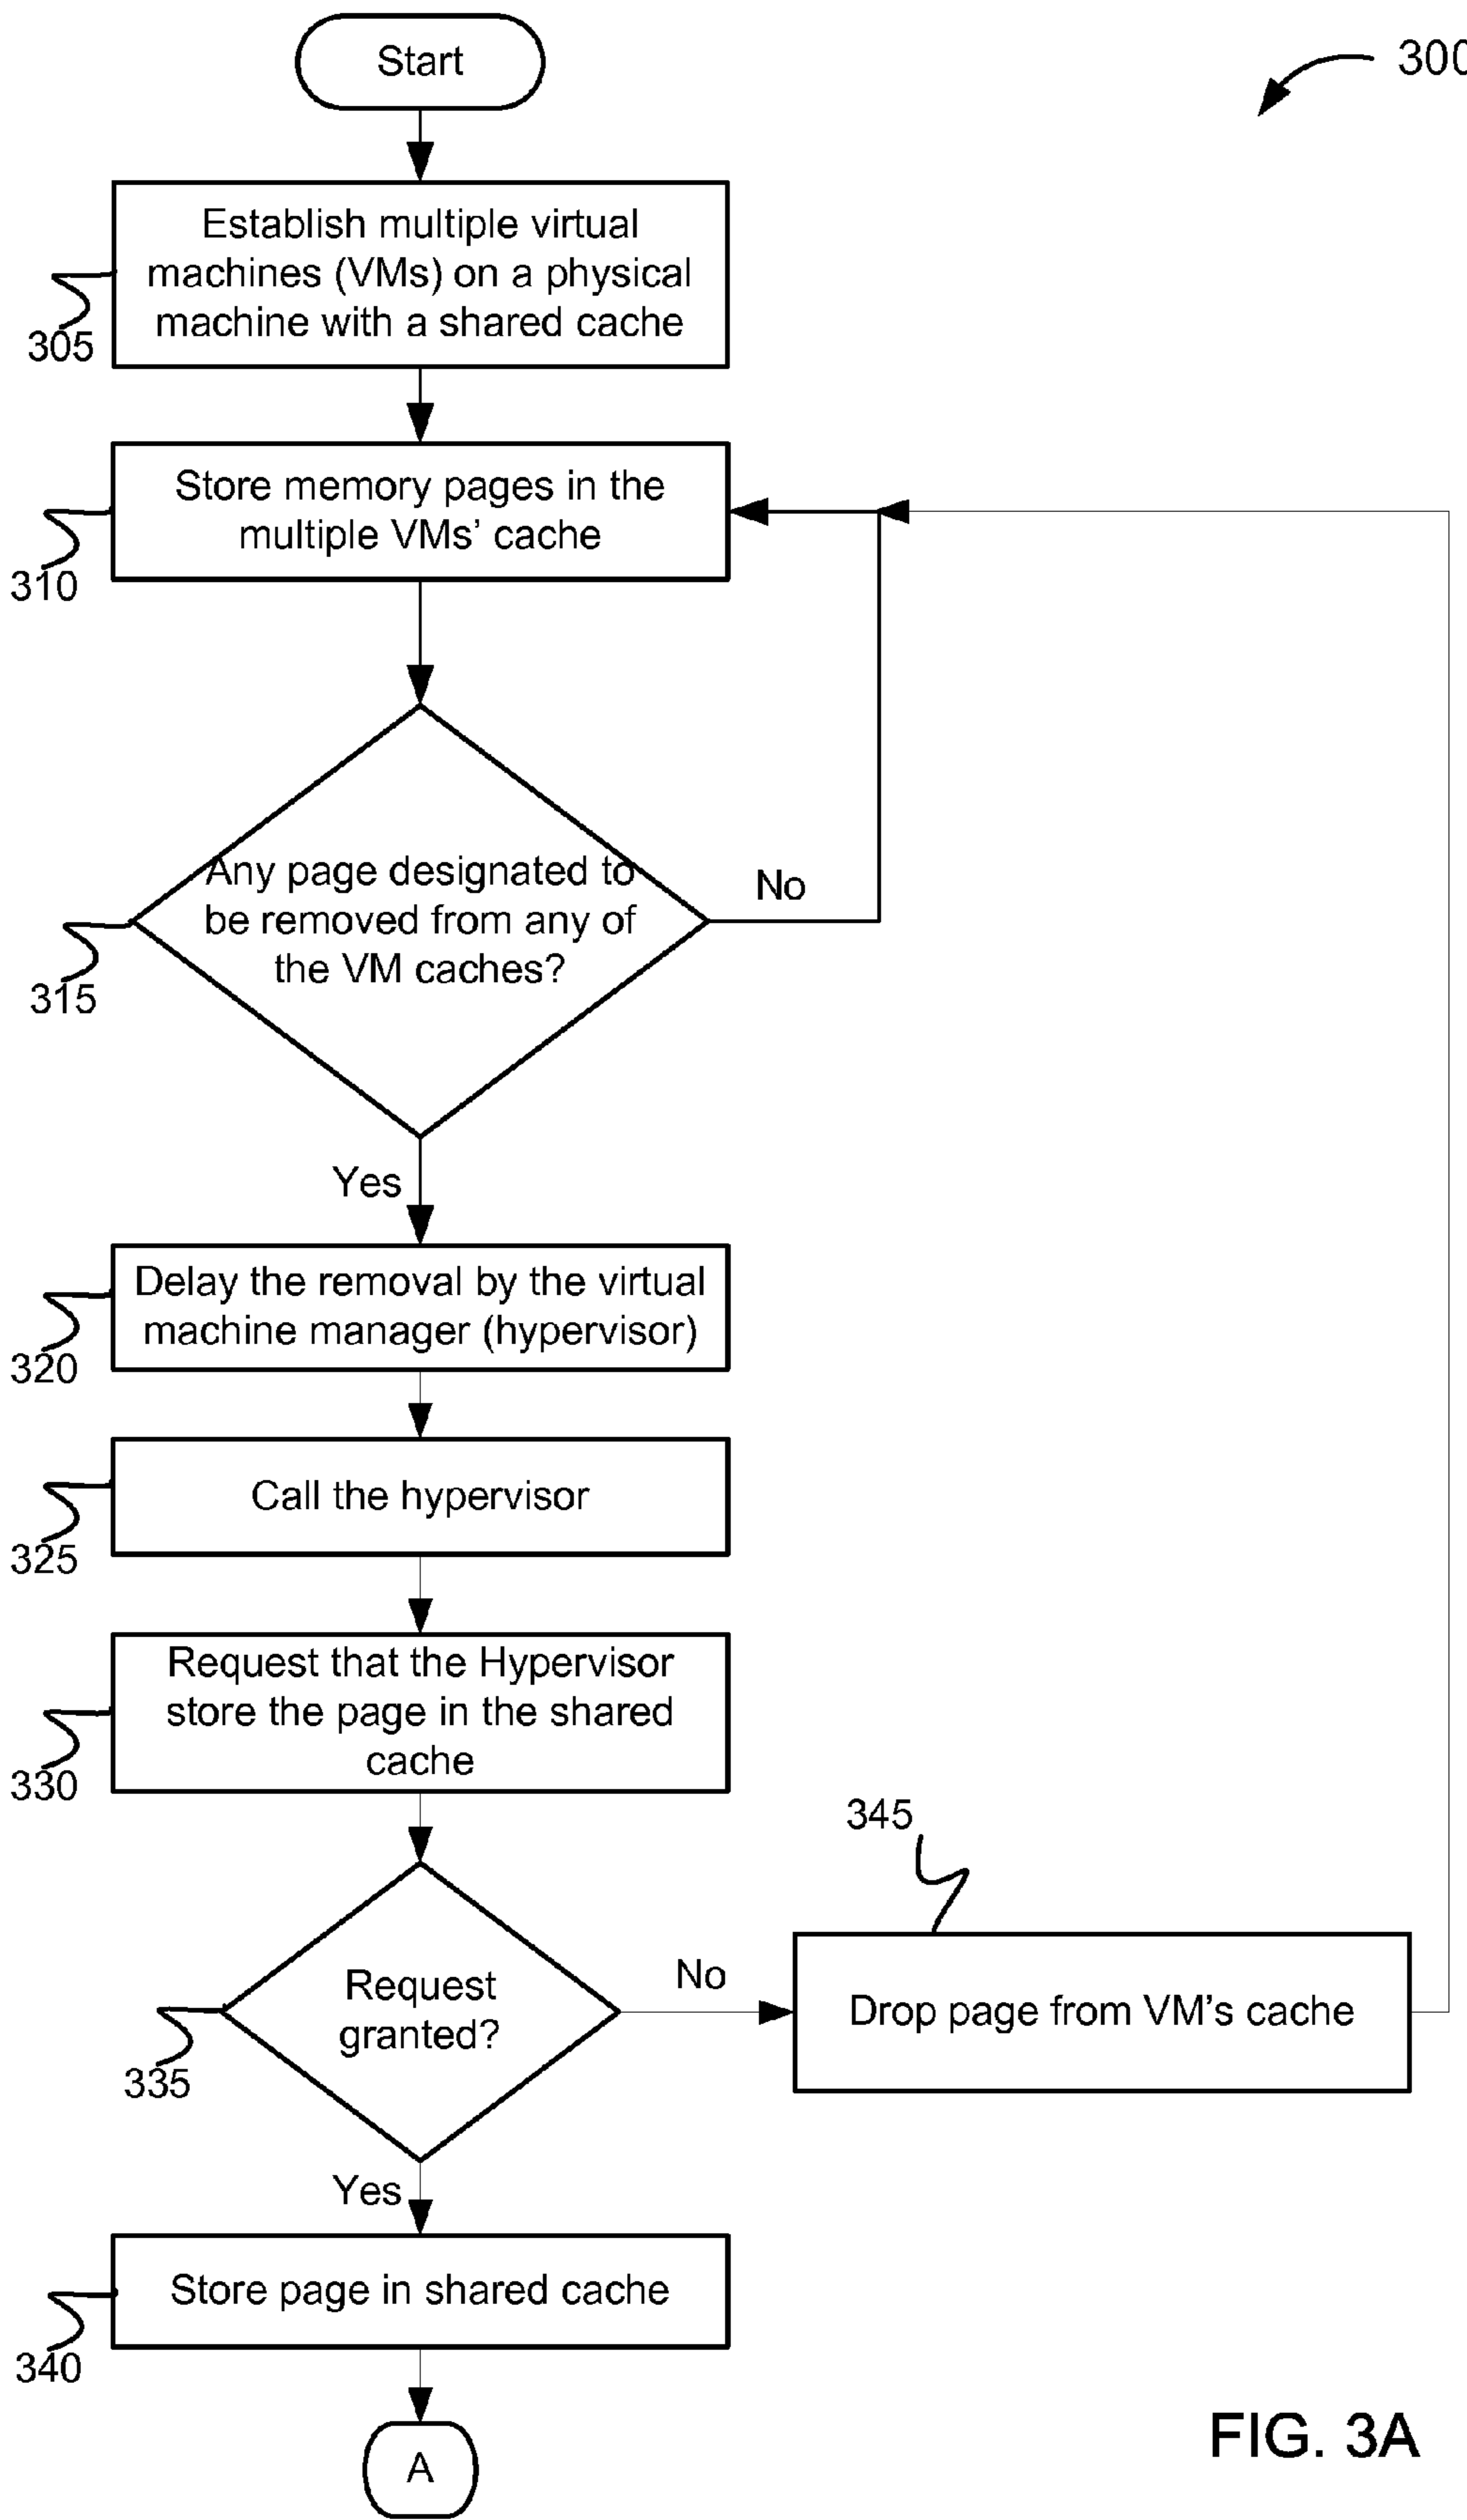 Start
300
Establish multiple virtual
machines (VMs) on a physical
machine with a shared cache
305
Store memory pages in the
multiple VMs' cache
310
Any page designated to
be removed from any of
the VM caches?
No
315
Yes
Delay the removal by the virtual
machine manager (hypervisor)
320
Call the hypervisor
325
Request that the Hypervisor
store the page in the shared
cache
330
345
Request
granted?
No
Drop page from VM's cache
335
Yes
Store page in shared cache
340
A
FIG. 3A